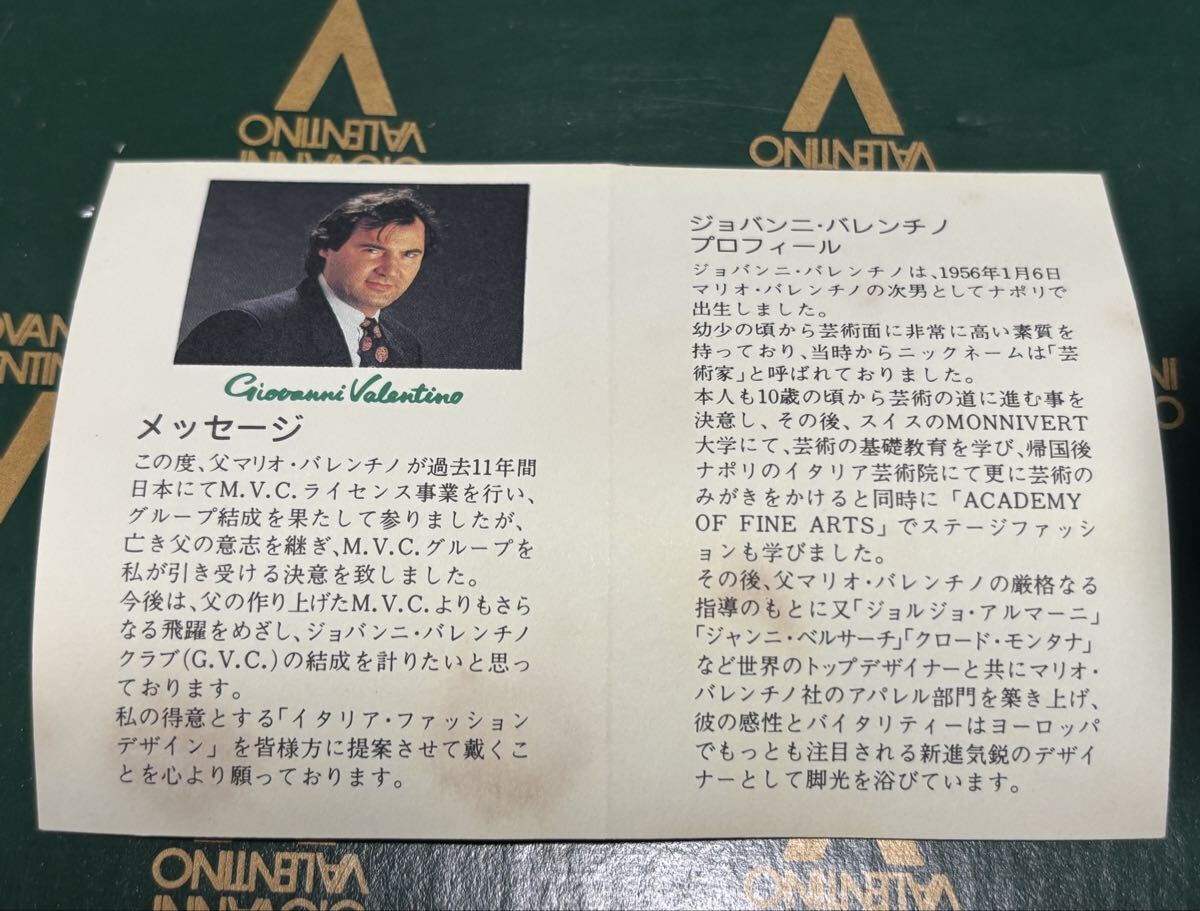 VALENTINO
GIOVANNI
VALENTINO
Giovanni Valentino
メッセージ
この度、父マリオ・バレンチノが過去11年間
日本にてM.V.C.ライセンス事業を行い、
グループ結成を果たして参りましたが、
亡き父の意志を継ぎ、M.V.C.グループを
私が引き受ける決意を致しました。
今後は、父の作り上げたM.V.C.よりもさら
なる飛躍をめざし、ジョバンニ・バレンチノ
クラブ(G.V.C.)の結成を計りたいと思っ
ております。
私の得意とする「イタリア・ファッション
デザイン」を皆様方に提案させて戴くこ
とを心より願っております。
ジョバンニ・バレンチノ
プロフィール
ジョバンニ・バレンチノは、1956年1月6日
マリオ・バレンチノの次男としてナポリで
出生しました。
幼少の頃から芸術面に非常に高い素質を
持っており、当時からニックネームは「芸
術家」と呼ばれておりました。
本人も10歳の頃から芸術の道に進む事を
決意し、その後、スイスのMONNIVERT
大学にて、芸術の基礎教育を学び、帰国後
ナポリのイタリア芸術院にて更に芸術の
みがきをかけると同時に「ACADEMY
OF FINE ARTS」でステージファッシ
ョンも学びました。
その後、父マリオ・バレンチノの厳格なる
指導のもとに又「ジョルジョ・アルマーニ」
「ジャンニ・ベルサーチ」「クロード・モンタナ」
など世界のトップデザイナーと共にマリオ・
バレンチノ社のアパレル部門を築き上げ、
彼の感性とバイタリティーはヨーロッパ
でもっとも注目される新進気鋭のデザイ
ナーとして脚光を浴びています。
VALENTINO
GIOVANNI
VALENTINO
GIOVANNI